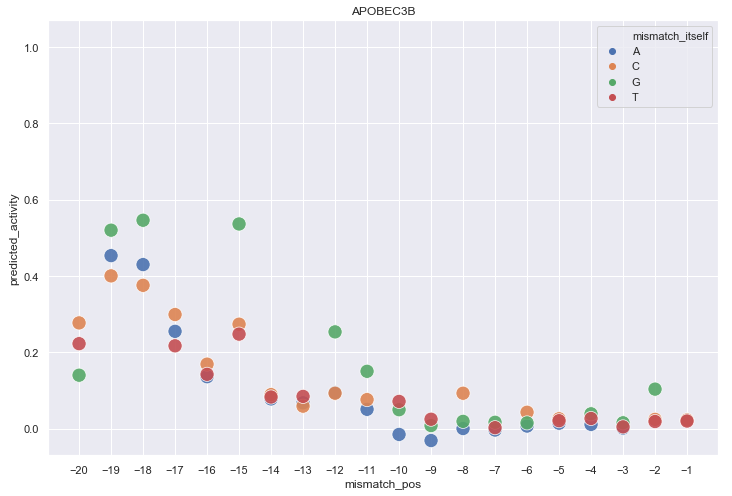 APOBEC3B
mismatch_itself
A
C
G
T
predicted_activity
1.0
0.8
0.6
0.4
0.2
0.0
−20 −19 −18 −17 −16 −15 −14 −13 −12 −11 −10 −9 −8 −7 −6 −5 −4 −3 −2 −1
mismatch_pos